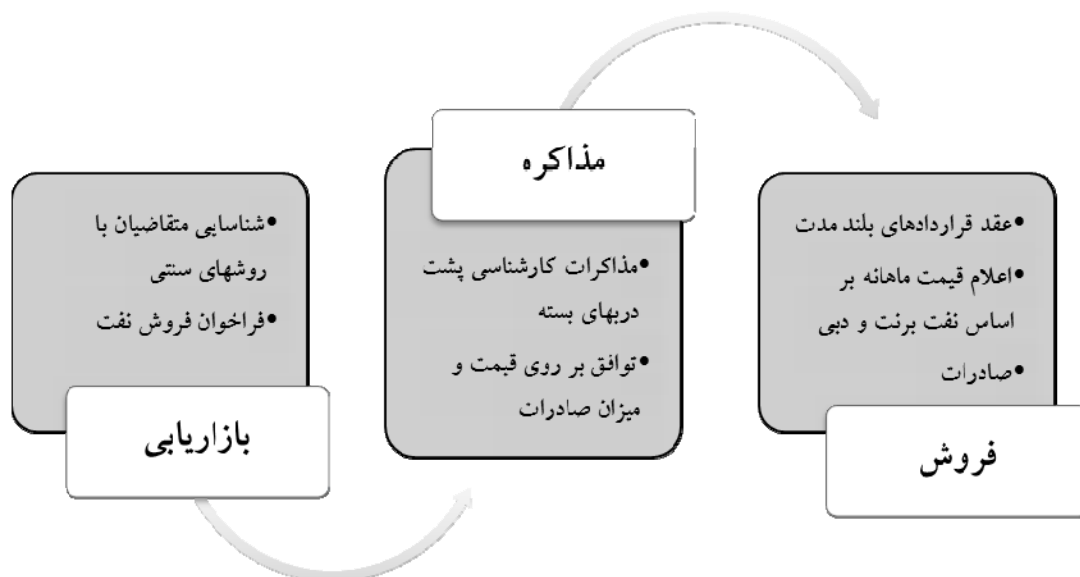 •شناسایی متقاضیان با
روشهای سنتی
•فراخوان فروش نفت
بازاریابی
مذاکره
•مذاکرات کارشناسی پشت
دربهای بسته
•توافق بر روی قیمت و
میزان صادرات
•عقد قراردادهای بلند مدت
•اعلام قیمت ماهانه بر
اساس نفت برنت و دبی
•صادرات
فروش